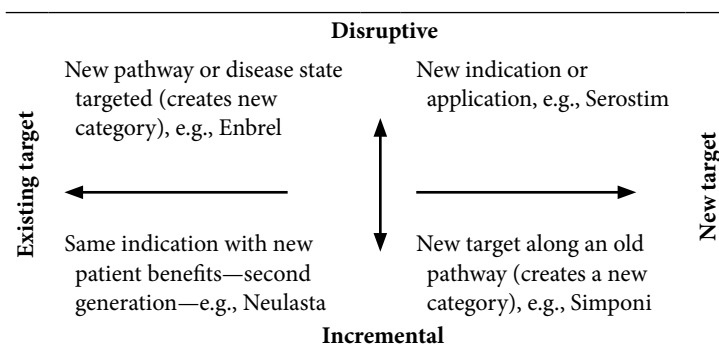 Disruptive
New pathway or disease state
targeted (creates new
category), e.g., Enbrel
New indication or
application, e.g., Serostim
Existing target
New target
Same indication with new
patient benefits—second
generation—e.g., Neulasta
New target along an old
pathway (creates a new
category), e.g., Simponi
Incremental